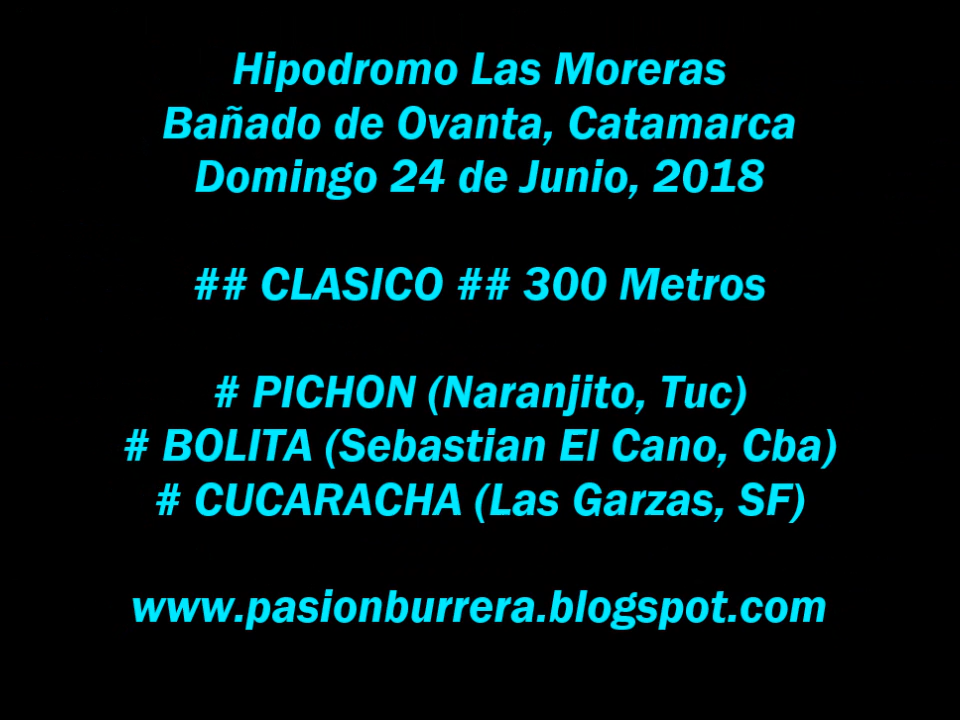 Hipodromo Las Moreras
Bañado de Ovanta, Catamarca
Domingo 24 de Junio, 2018
## CLASICO ## 300 Metros
# PICHON (Naranjito, Tuc)
# BOLITA (Sebastian El Cano, Cba)
# CUCARACHA (Las Garzas, SF)
www.pasionburrera.blogspot.com